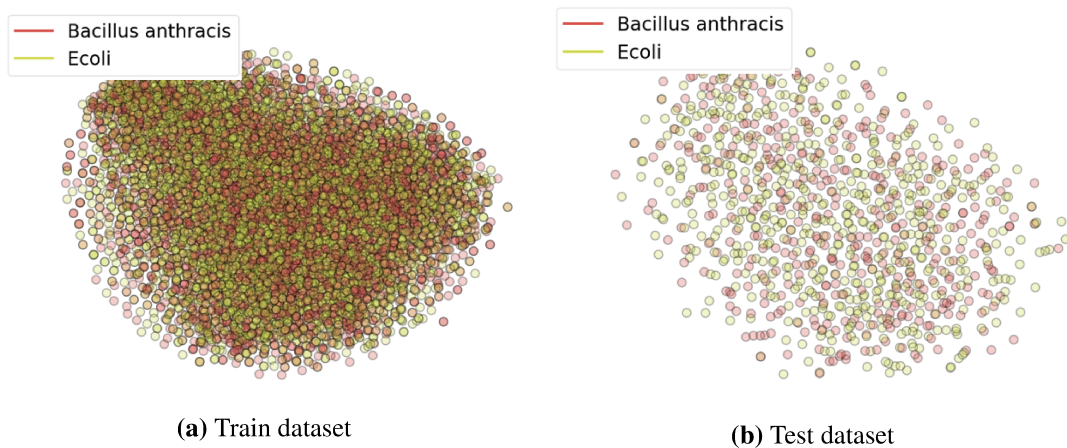 Bacillus anthracis
Ecoli
(a) Train dataset
Bacillus anthracis
Ecoli
(b) Test dataset